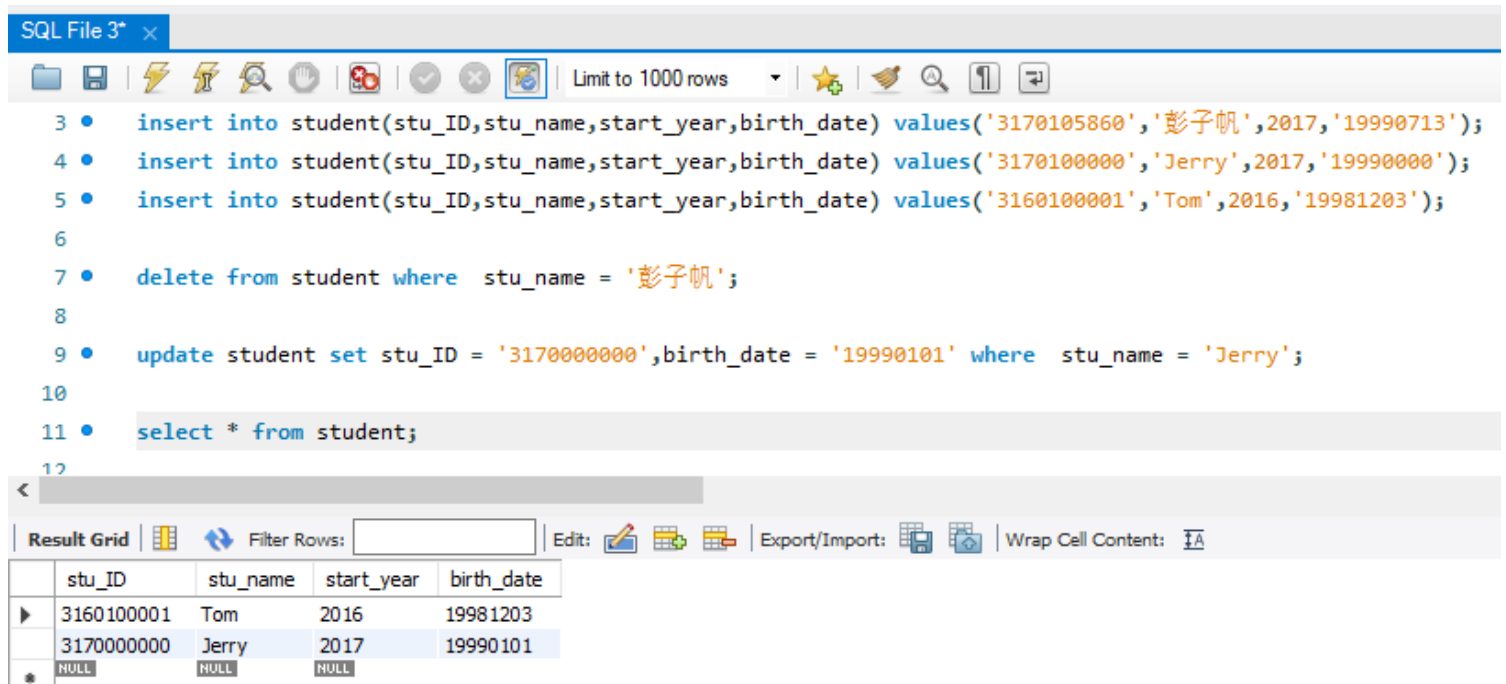 SQL File 3*
Limit to 1000 rows
3 insert into student(stu_ID,stu_name,start_year,birth_date) values('3170105860','彭子帆',2017,'19990713');
4 insert into student(stu_ID,stu_name,start_year,birth_date) values('3170100000','Jerry',2017,'19990000');
5 insert into student(stu_ID,stu_name,start_year,birth_date) values('3160100001','Tom',2016,'19981203');
6
7 delete from student where  stu_name = '彭子帆';
8
9 update student set stu_ID = '3170000000',birth_date = '19990101' where  stu_name = 'Jerry';
10
11 select * from student;
12
Result Grid Filter Rows: Edit: Export/Import: Wrap Cell Content:
stu_ID stu_name start_year birth_date
3160100001 Tom 2016 19981203
3170000000 Jerry 2017 19990101
NULL NULL NULL